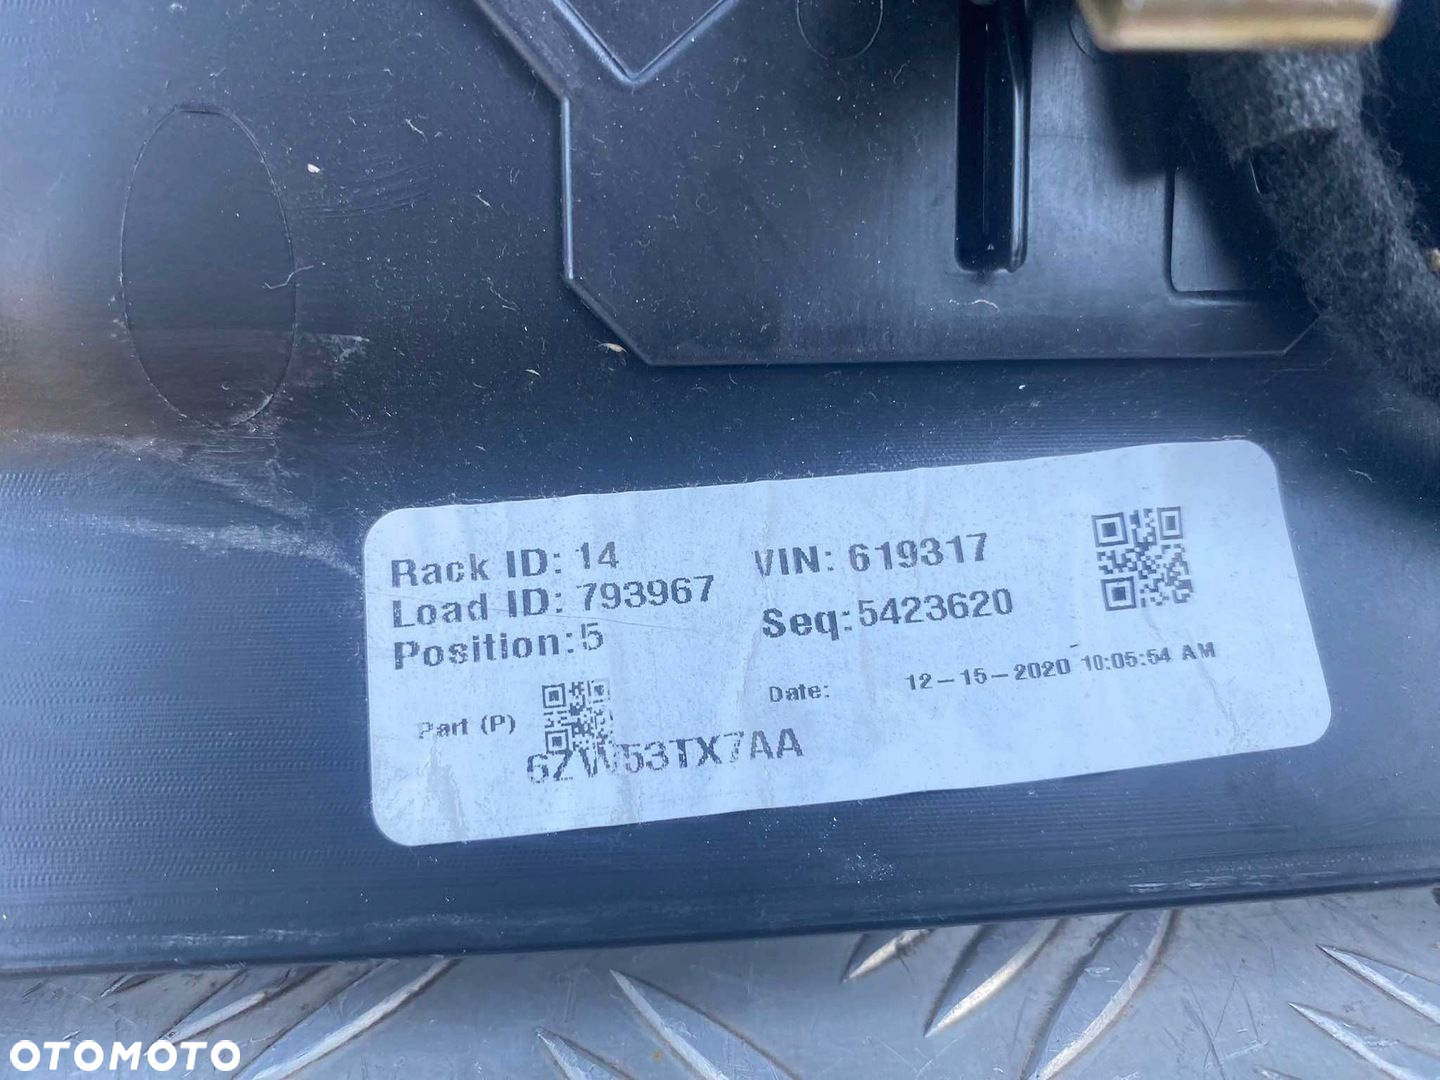 Rack ID: 14
VIN: 619317
Load ID: 793967
Seq:5423620
Position:5
Date: 12-15-2020 10:05:54 AM
Part (P)
6ZW53TX7AA
OTOMOTO